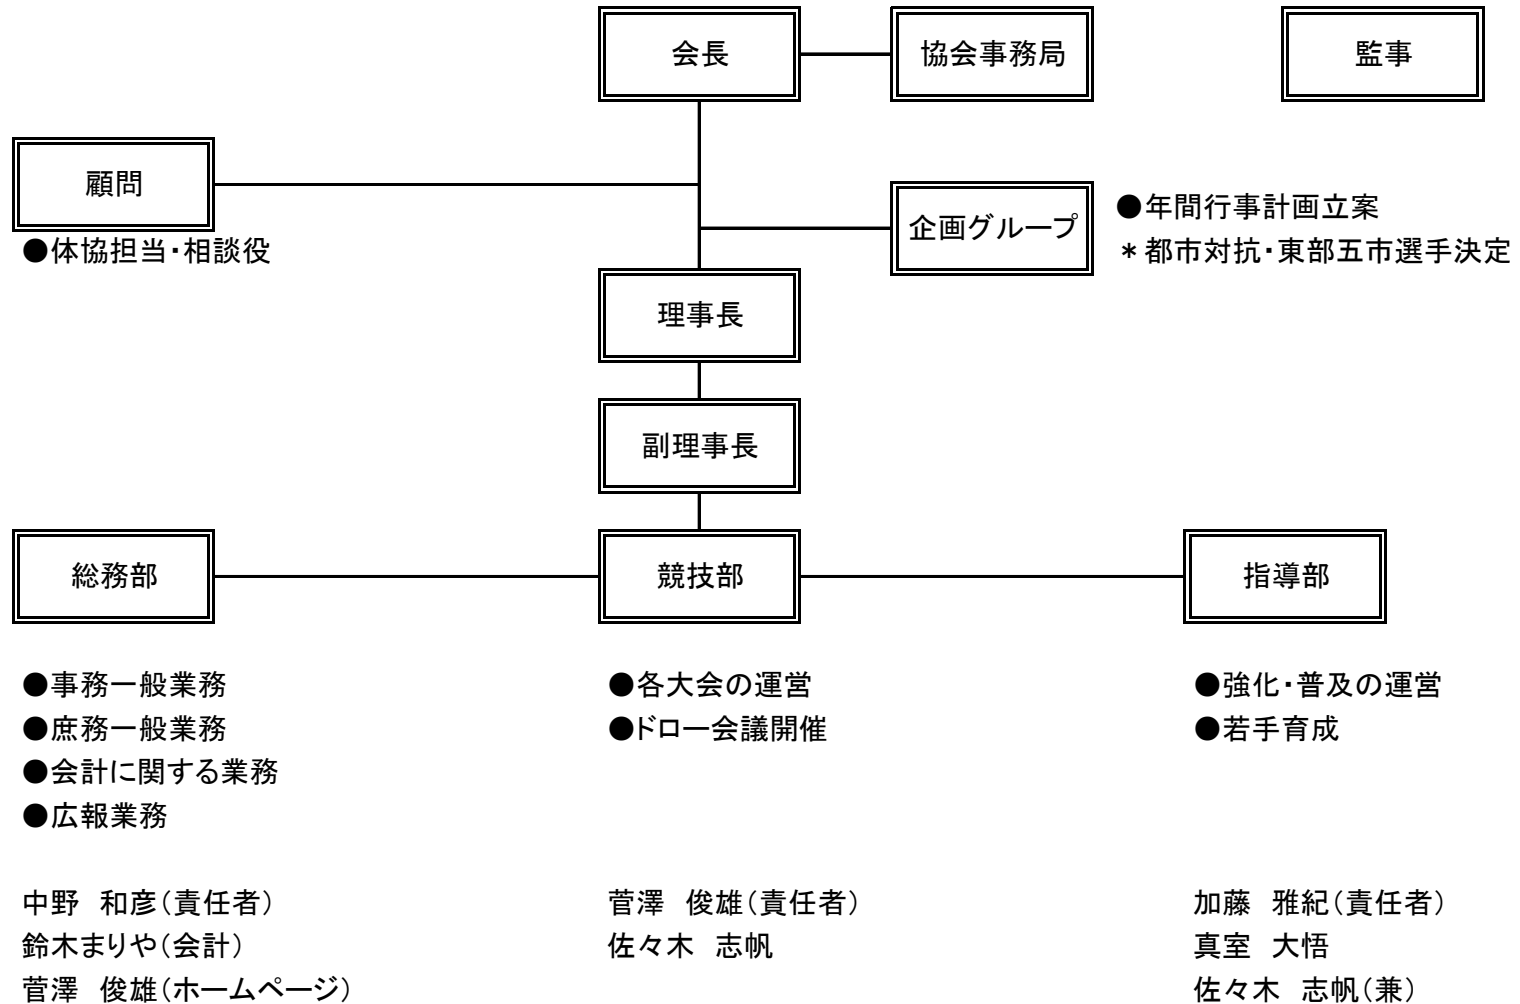 会長
協会事務局
監事
顧問
●体協担当・相談役
企画グループ
●年間行事計画立案
＊都市対抗・東部五市選手決定
理事長
副理事長
総務部
競技部
指導部
●事務一般業務
●庶務一般業務
●会計に関する業務
●広報業務
●各大会の運営
●ドロー会議開催
●強化・普及の運営
●若手育成
中野　和彦（責任者）
鈴木まりや（会計）
菅澤　俊雄（ホームページ）
菅澤　俊雄（責任者）
佐々木　志帆
加藤　雅紀（責任者）
真室　大悟
佐々木　志帆（兼）